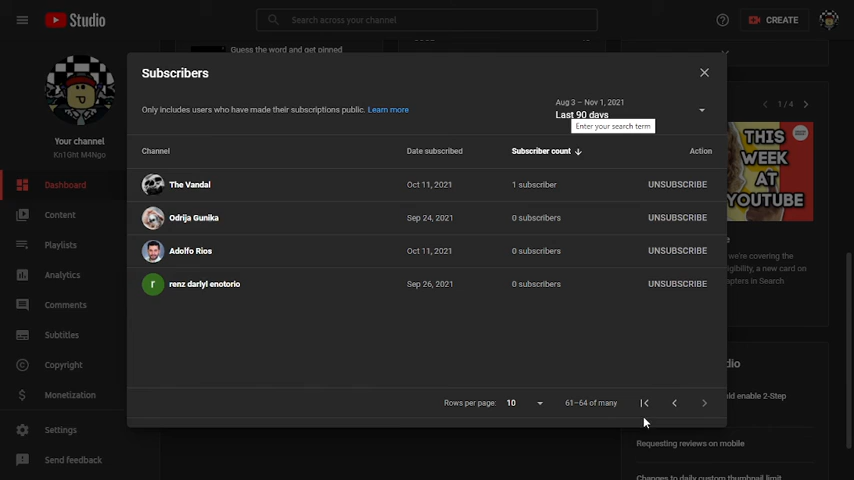 Studio
Search across your channel
CREATE
Guess the word and get pinned
Subscribers
Only includes users who have made their subscriptions public. Learn more
Aug 3 – Nov 1, 2021
Last 90 days
Enter your search term
Channel Date subscribed Subscriber count Action
The Vandal Oct 11, 2021 1 subscriber UNSUBSCRIBE
Odrija Gunika Sep 24, 2021 0 subscribers UNSUBSCRIBE
Adolfo Rios Oct 11, 2021 0 subscribers UNSUBSCRIBE
r
renz dariyl enotorio Sep 26, 2021 0 subscribers UNSUBSCRIBE
Rows per page: 10 61–64 of many
Your channel
Kn1Ght M4Ngo
Dashboard
Content
Playlists
Analytics
Comments
Subtitles
Copyright
Monetization
Settings
Send feedback
1 / 4
THIS
WEEK
AT
YOUTUBE
we're covering the
igibility, a new card on
apters in Search
dio
uld enable 2-Step
Requesting reviews on mobile
Changes to daily custom thumbnail limit